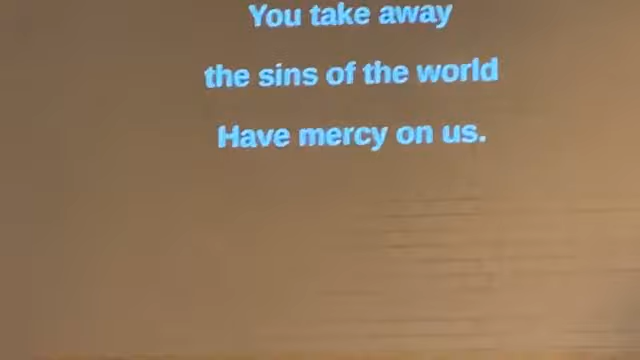 You take away
the sins of the world
Have mercy on us.